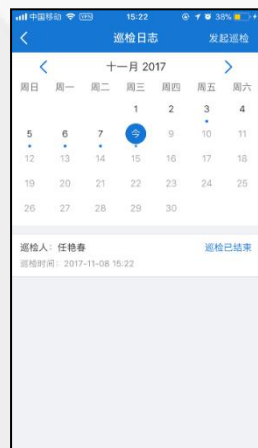 中国移动 VPN 15:22 38%
巡检日志 发起巡检
十一月 2017
周日 周一 周二 周三 周四 周五 周六
1 2 3 4
5 6 7 今 9 10 11
12 13 14 15 16 17 18
19 20 21 22 23 24 25
26 27 28 29 30
巡检人：任艳春 巡检已结束
巡检时间：2017-11-08 15:22